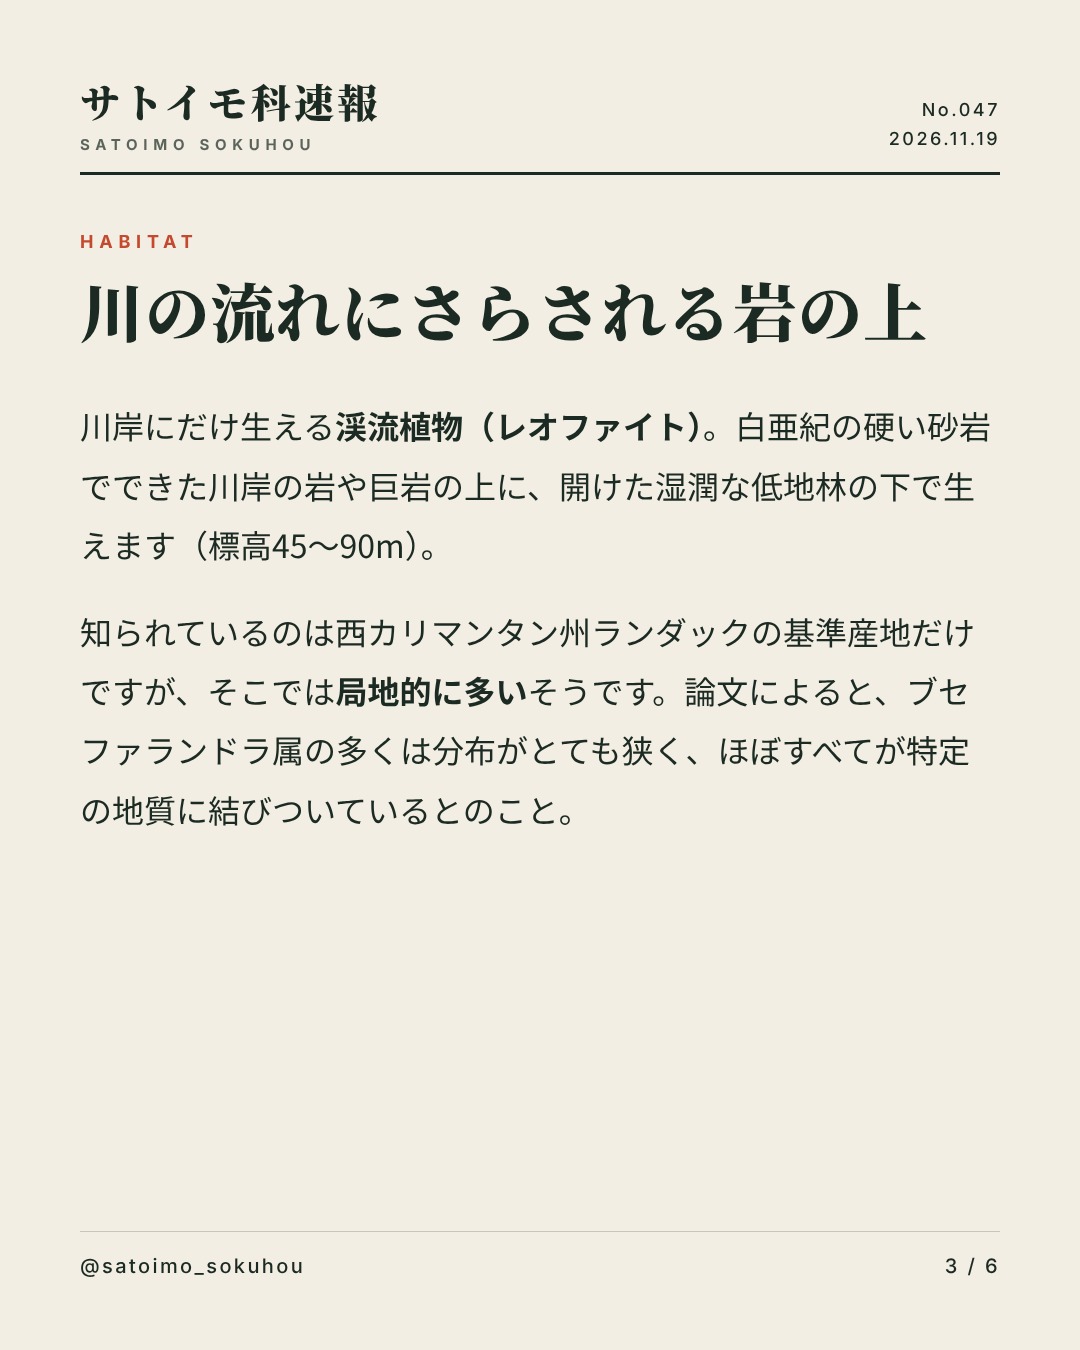 サトイモ科速報
SATOIMO SOKUHOU
No.047
2026.11.19
HABITAT
川の流れにさらされる岩の上
川岸にだけ生える渓流植物（レオファイト）。白亜紀の硬い砂岩
でできた川岸の岩や巨岩の上に、開けた湿潤な低地林の下で生
えます（標高45〜90m）。
知られているのは西カリマンタン州ランダックの基準産地だけ
ですが、そこでは局地的に多いそうです。論文によると、ブセ
ファランドラ属の多くは分布がとても狭く、ほぼすべてが特定
の地質に結びついているとのこと。
@satoimo_sokuhou
3 / 6